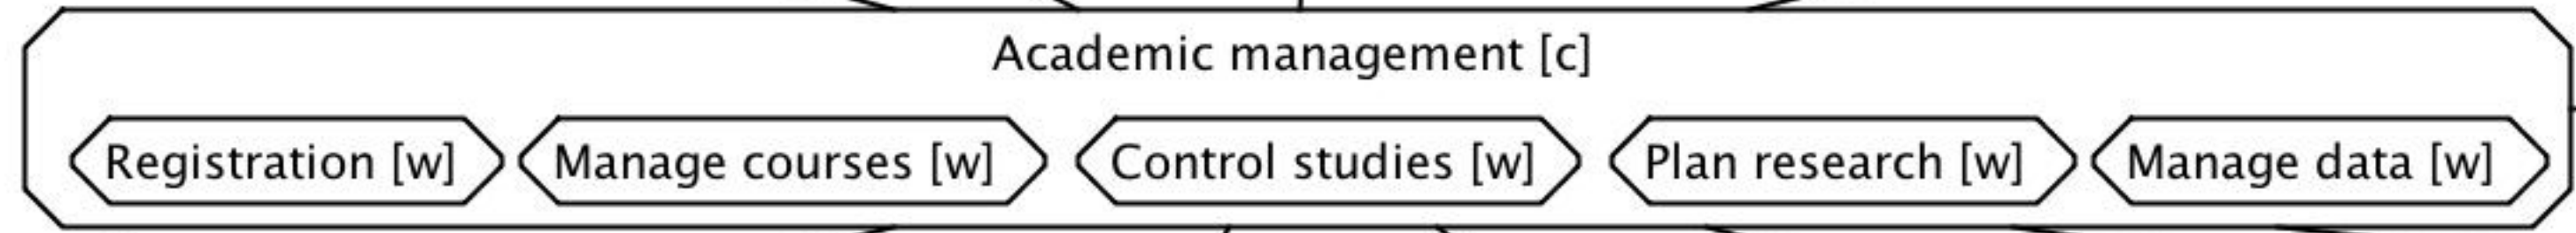 Academic management [c]
Registration [w] Manage courses [w] Control studies [w] Plan research [w] Manage data [w]